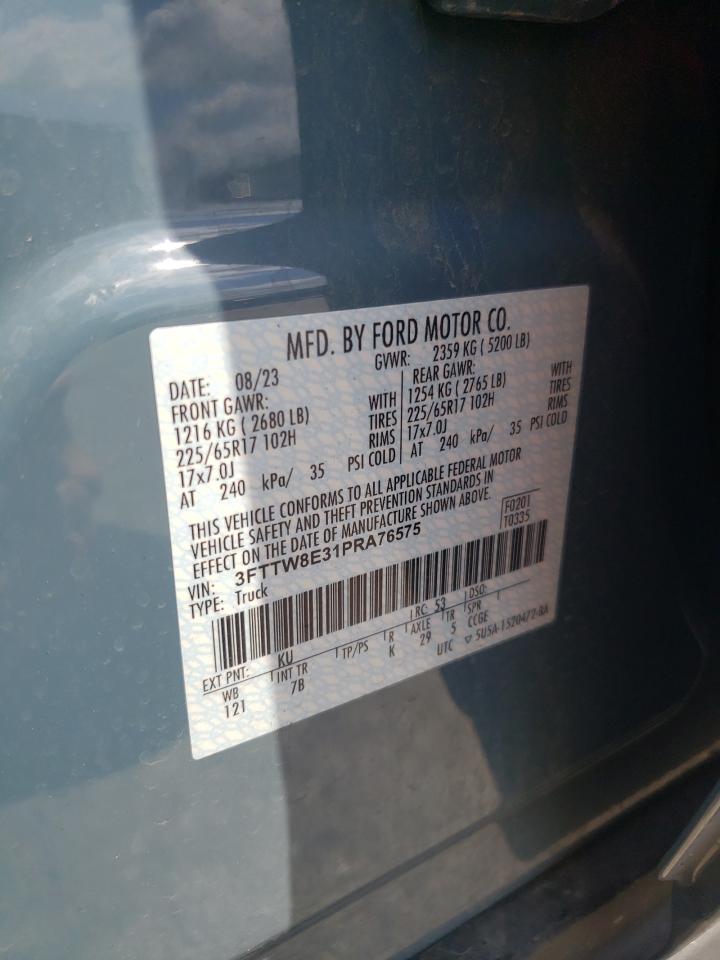 MFD. BY FORD MOTOR CO.
DATE: 08/23 GVWR: 2359 KG ( 5200 LB)
FRONT GAWR:
1216 KG ( 2680 LB) WITH
225/65R17 102H TIRES
17x7.0J RIMS
AT 240 kPa/ 35 PSI COLD
REAR GAWR:
1254 KG ( 2765 LB) WITH
225/65R17 102H TIRES
17x7.0J RIMS
AT 240 kPa/ 35 PSI COLD
THIS VEHICLE CONFORMS TO ALL APPLICABLE FEDERAL MOTOR
VEHICLE SAFETY AND THEFT PREVENTION STANDARDS IN
EFFECT ON THE DATE OF MANUFACTURE SHOWN ABOVE.
VIN: 3FTTW8E31PRA76575
TYPE: Truck
F0201
T0335
EXT PNT: KU RC: 53 DSO:
WB INT TR TP/PS R AXLE TR SPR
121 7B K 29 5 CCGE
UTC ▽ 5U5A-1520472-BA